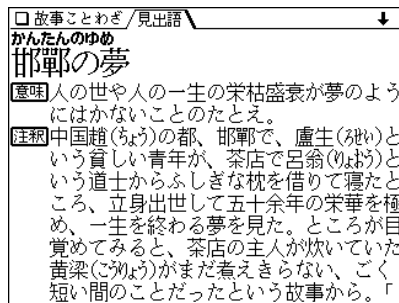 故事ことわざ 見出語
かんたんのゆめ
邯鄲の夢
意味 人の世や人の一生の栄枯盛衰が夢のよう
にはかないことのたとえ。
注釈 中国趙(ちょう)の都、邯鄲で、盧生(ろせい)と
いう貧しい青年が、茶店で呂翁(りょおう)と
いう道士からふしぎな枕を借りて寝たと
ころ、立身出世して五十余年の栄華を極
め、一生を終わる夢を見た。ところが目
覚めてみると、茶店の主人が炊いていた
黄梁(こうりょう)がまだ煮えきらない、ごく
短い間のことだったという故事から。「